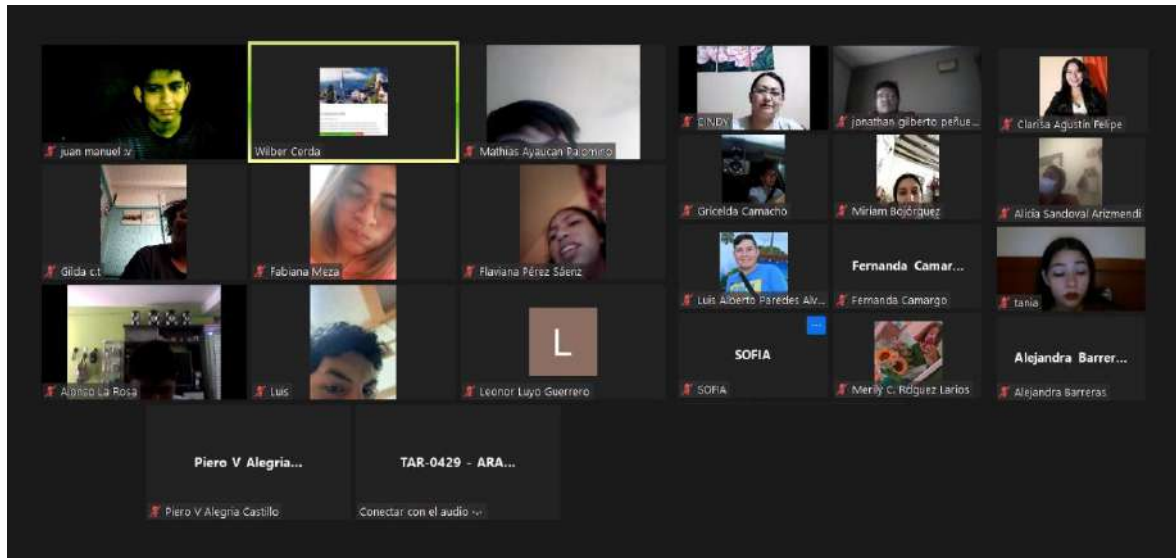 juan manuel :v
Wilber Cerda
Mathias Ayaucan Palomino
CINDY
jonathan gilberto peñue...
Clarisa Agustin Felipe
Gricelda Camacho
Miriam Bojórquez
Alicia Sandoval Arizmendi
Gilda c.t
Fabiana Meza
Flaviana Pérez Sáenz
Luis Alberto Paredes Alv...
Fernanda Camar...
Fernanda Camargo
tania
Alonso La Rosa
Luis
L
Leonor Luyo Guerrero
SOFIA
SOFIA
Merily C. Rdguez Larios
Alejandra Barrer...
Alejandra Barreras
Piero V Alegria...
Piero V Alegria Castillo
TAR-0429 - ARA...
Conectar con el audio